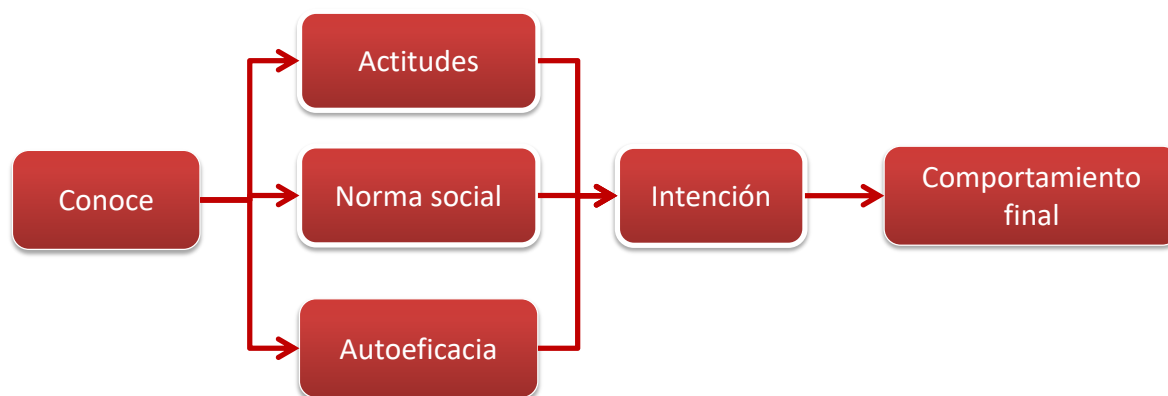 Actitudes
Conoce
Norma social
Intención
Comportamiento
final
Autoeficacia